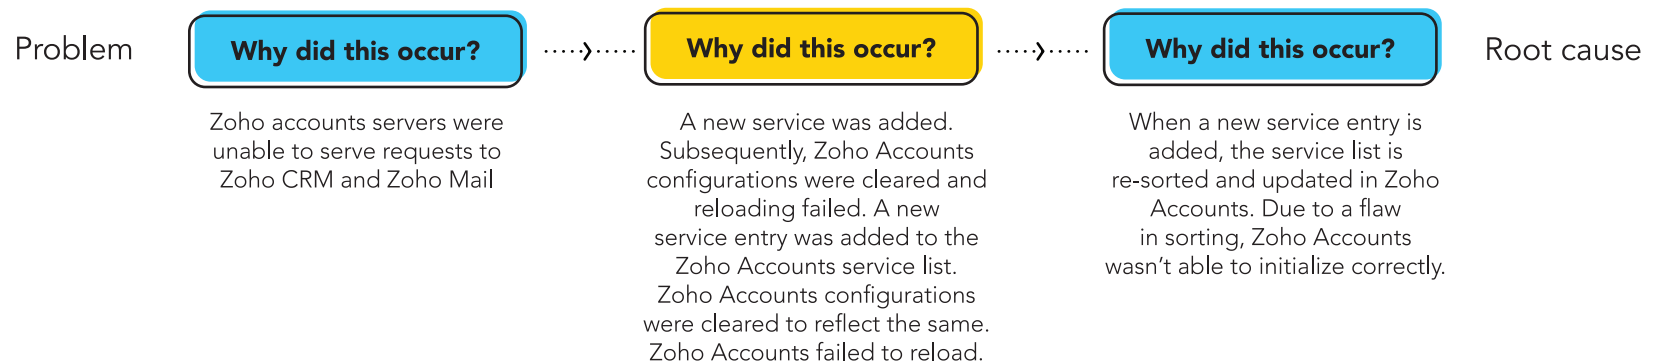 Problem
Why did this occur?
Why did this occur?
Why did this occur?
Root cause
Zoho accounts servers were
unable to serve requests to
Zoho CRM and Zoho Mail
A new service was added.
Subsequently, Zoho Accounts
configurations were cleared and
reloading failed. A new
service entry was added to the
Zoho Accounts service list.
Zoho Accounts configurations
were cleared to reflect the same.
Zoho Accounts failed to reload.
When a new service entry is
added, the service list is
re-sorted and updated in Zoho
Accounts. Due to a flaw
in sorting, Zoho Accounts
wasn't able to initialize correctly.